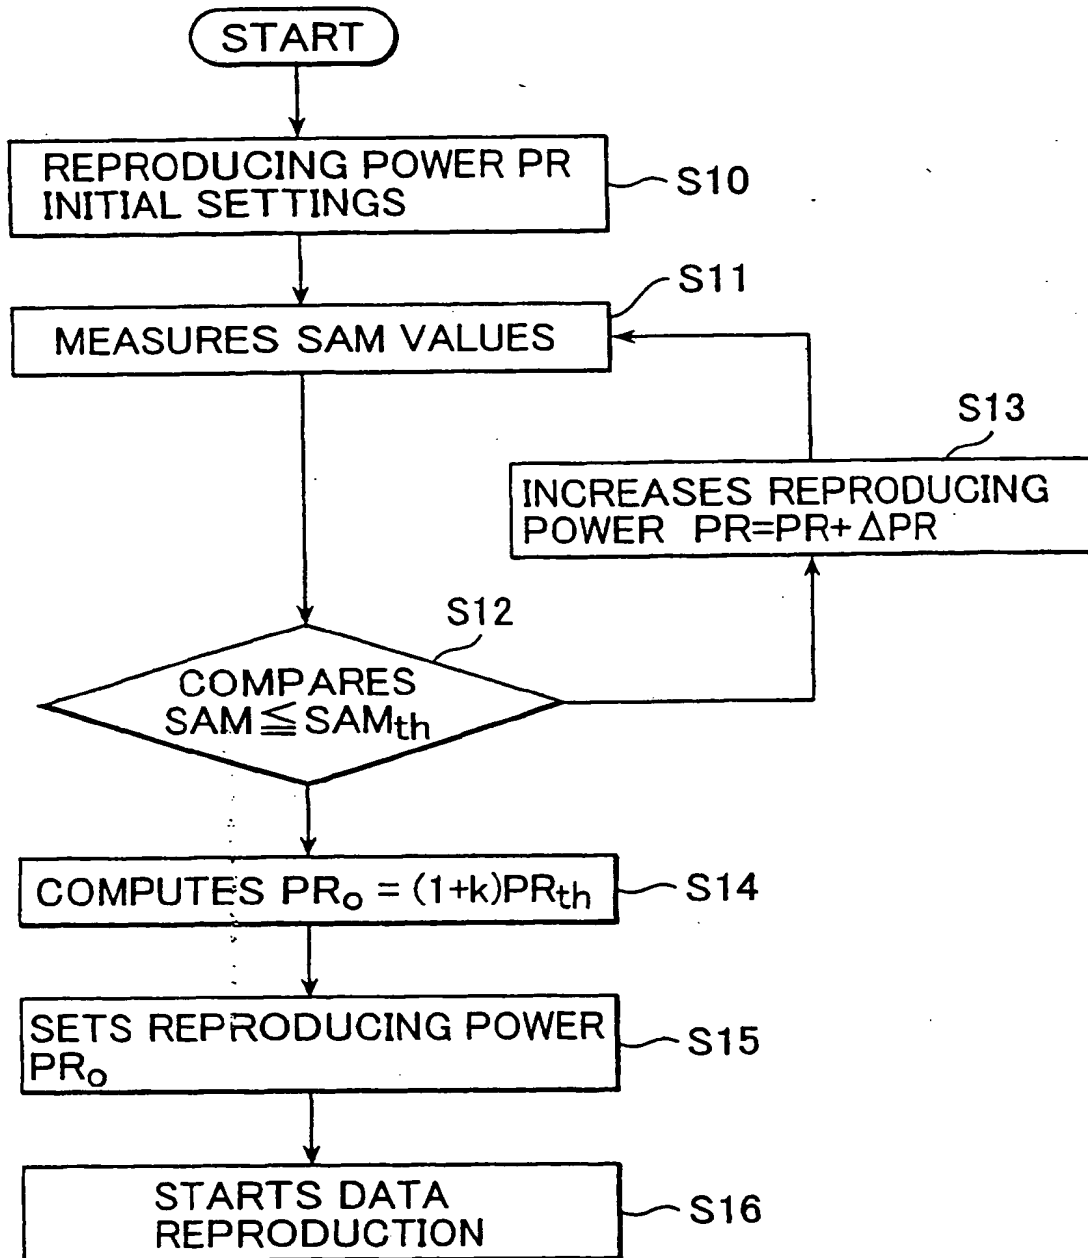 START
REPRODUCING POWER PR
INITIAL SETTINGS
S10
S11
MEASURES SAM VALUES
S13
INCREASES REPRODUCING
POWER PR=PR+ΔPR
S12
COMPARES
SAM≦SAMth
COMPUTES PRo = (1+k)PRth
S14
SETS REPRODUCING POWER
PRo
S15
STARTS DATA
REPRODUCTION
S16